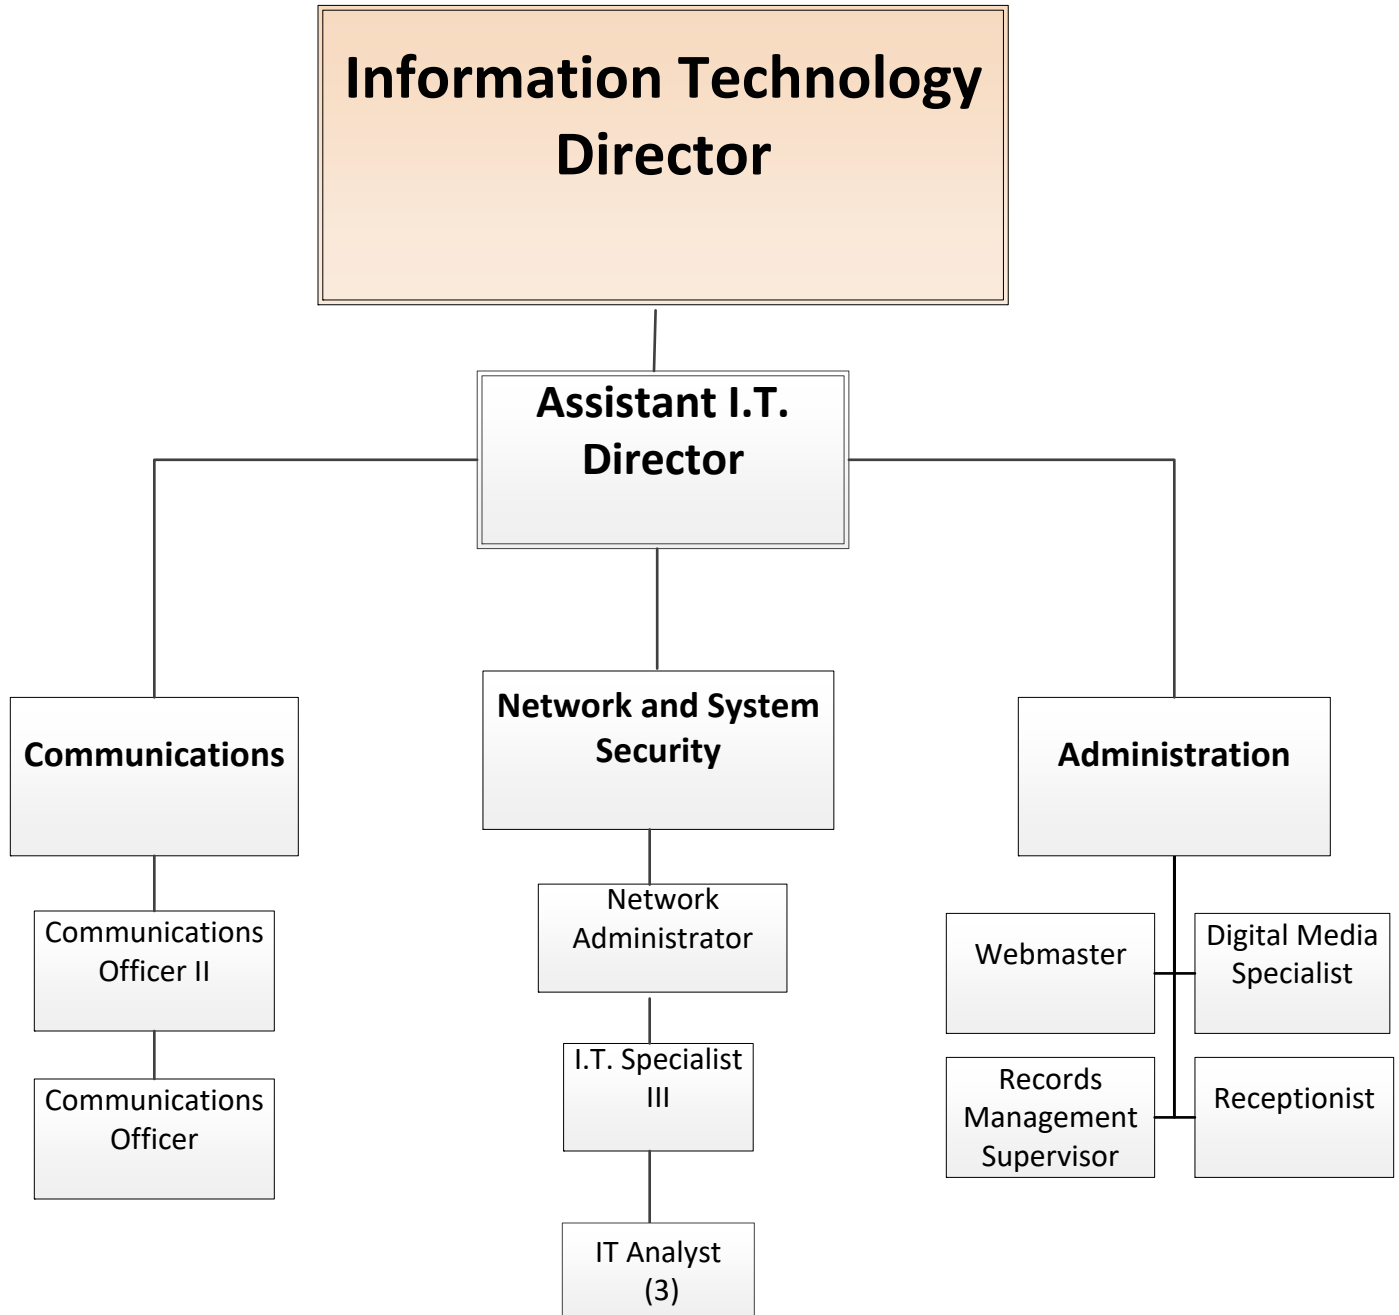 Information Technology
Director
Assistant I.T.
Director
Communications
Network and System
Security
Administration
Communications
Officer II
Communications
Officer
Network
Administrator
I.T. Specialist
III
IT Analyst
(3)
Webmaster
Digital Media
Specialist
Records
Management
Supervisor
Receptionist